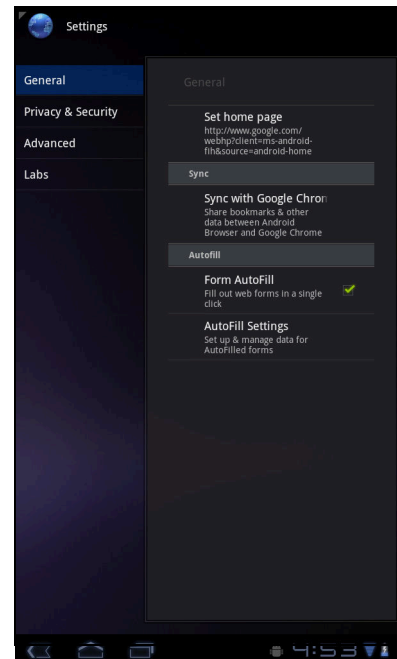 Settings
General
Privacy & Security
Advanced
Labs
General
Set home page
http://www.google.com/
webhp?client=ms-android-
fih&source=android-home
Sync
Sync with Google Chron
Share bookmarks & other
data between Android
Browser and Google Chrome
Autofill
Form AutoFill
Fill out web forms in a single
click
AutoFill Settings
Set up & manage data for
AutoFilled forms
4:53